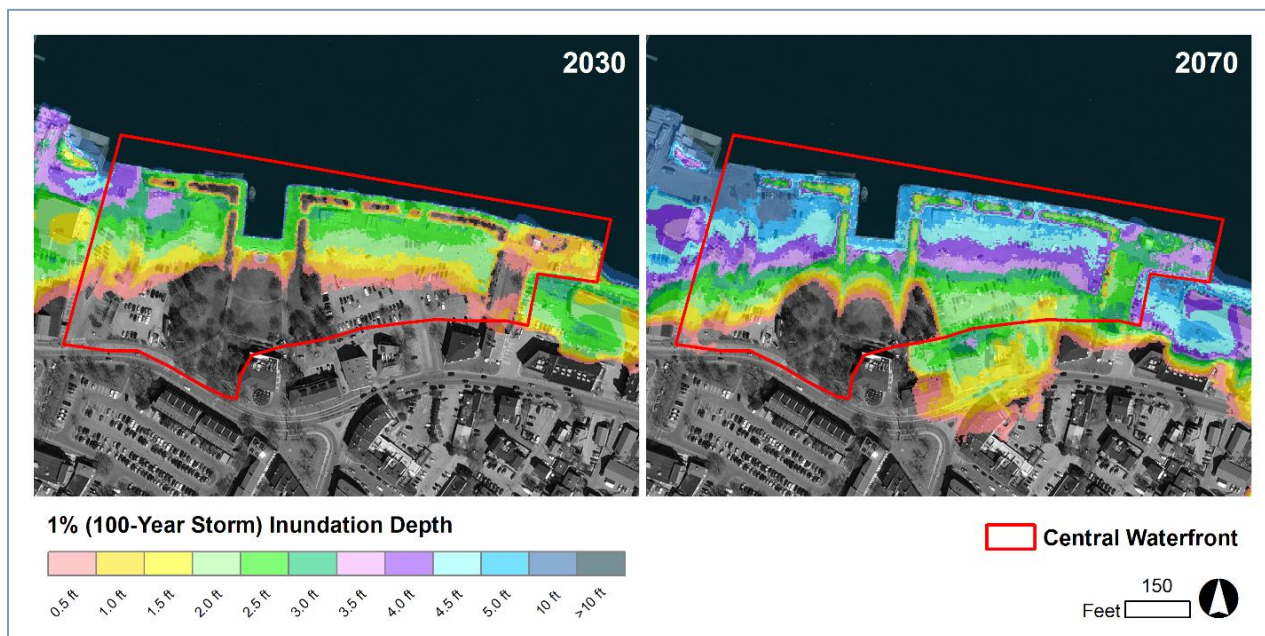 2030
2070
1% (100-Year Storm) Inundation Depth
0.5 ft
1.0 ft
1.5 ft
2.0 ft
2.5 ft
3.0 ft
3.5 ft
4.0 ft
4.5 ft
5.0 ft
10 ft
>10 ft
Central Waterfront
150
Feet